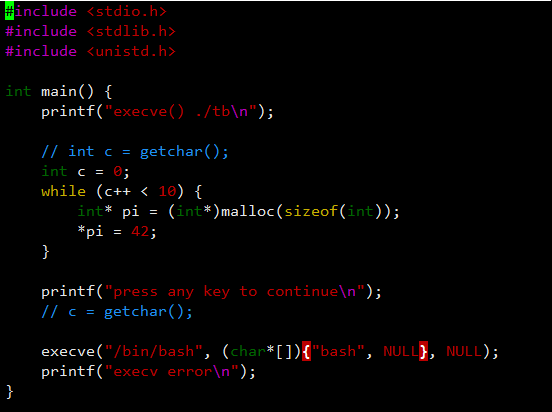 #include <stdio.h>
#include <stdlib.h>
#include <unistd.h>

int main() {
    printf("execve() ./tb\n");

    // int c = getchar();
    int c = 0;
    while (c++ < 10) {
        int* pi = (int*)malloc(sizeof(int));
        *pi = 42;
    }

    printf("press any key to continue\n");
    // c = getchar();

    execve("/bin/bash", (char*[]){"bash", NULL}, NULL);
    printf("execv error\n");
}